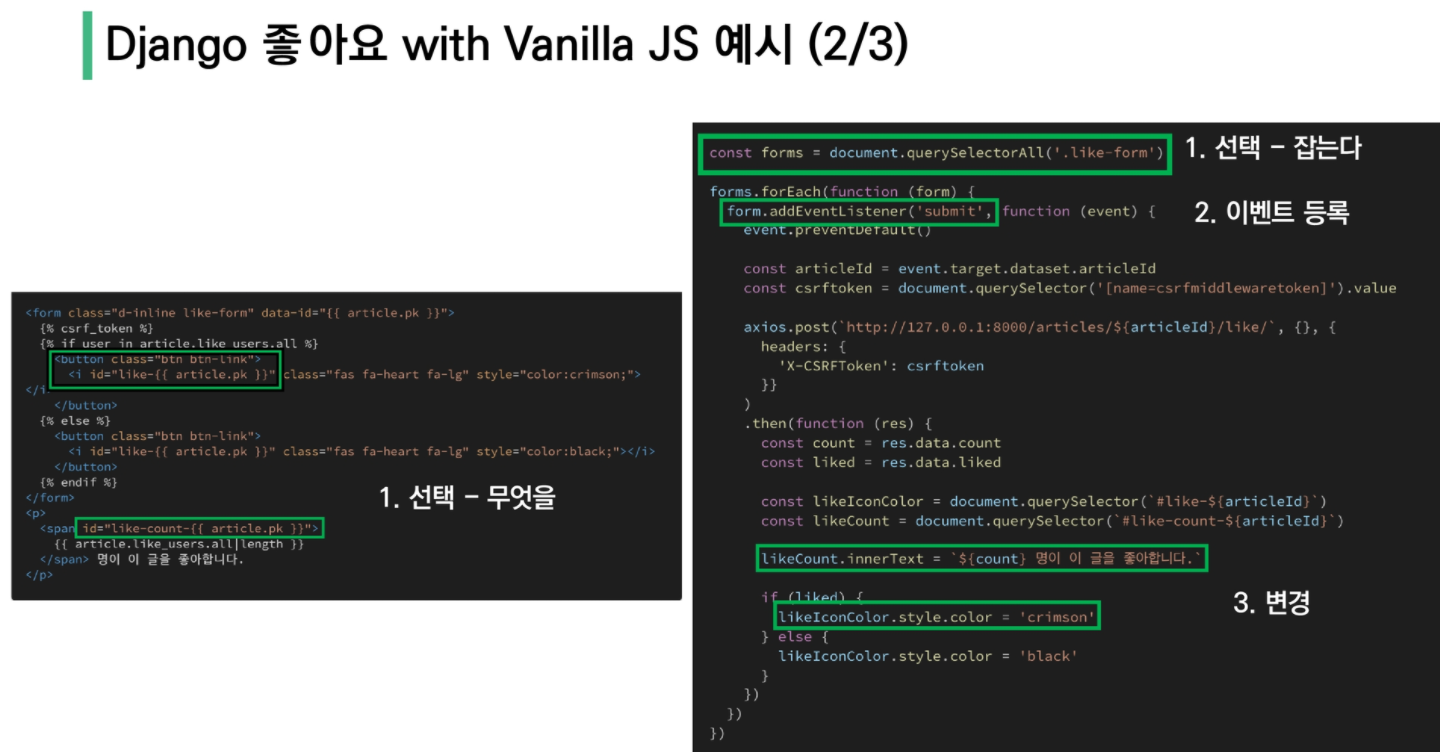 Django 좋아요 with Vanilla JS 예시 (2/3)
<form class="d-inline like-form" data-id="{{ article.pk }}">
{% csrf_token %}
{% if user in article.like_users.all %}
<button class="btn btn-link">
<i id="like-{{ article.pk }}" class="fas fa-heart fa-lg" style="color:crimson;">
</i>
</button>
{% else %}
<button class="btn btn-link">
<i id="like-{{ article.pk }}" class="fas fa-heart fa-lg" style="color:black;"></i>
</button>
{% endif %}
</form>
<p>
<span id="like-count-{{ article.pk }}">
{{ article.like_users.all|length }}
</span> 명이 이 글을 좋아합니다.
</p>
1. 선택 - 무엇을
const forms = document.querySelectorAll('.like-form')
1. 선택 - 잡는다
forms.forEach(function (form) {
form.addEventListener('submit', function (event) {
2. 이벤트 등록
event.preventDefault()
const articleId = event.target.dataset.articleId
const csrftoken = document.querySelector('[name=csrfmiddlewaretoken]').value
axios.post(`http://127.0.0.1:8000/articles/${articleId}/like/`, {}, {
headers: {
'X-CSRFToken': csrftoken
}}
)
.then(function (res) {
const count = res.data.count
const liked = res.data.liked
const likeIconColor = document.querySelector(`#like-${articleId}`)
const likeCount = document.querySelector(`#like-count-${articleId}`)
likeCount.innerText = `${count} 명이 이 글을 좋아합니다.`
if (liked) {
3. 변경
likeIconColor.style.color = 'crimson'
} else {
likeIconColor.style.color = 'black'
}
})
})
})